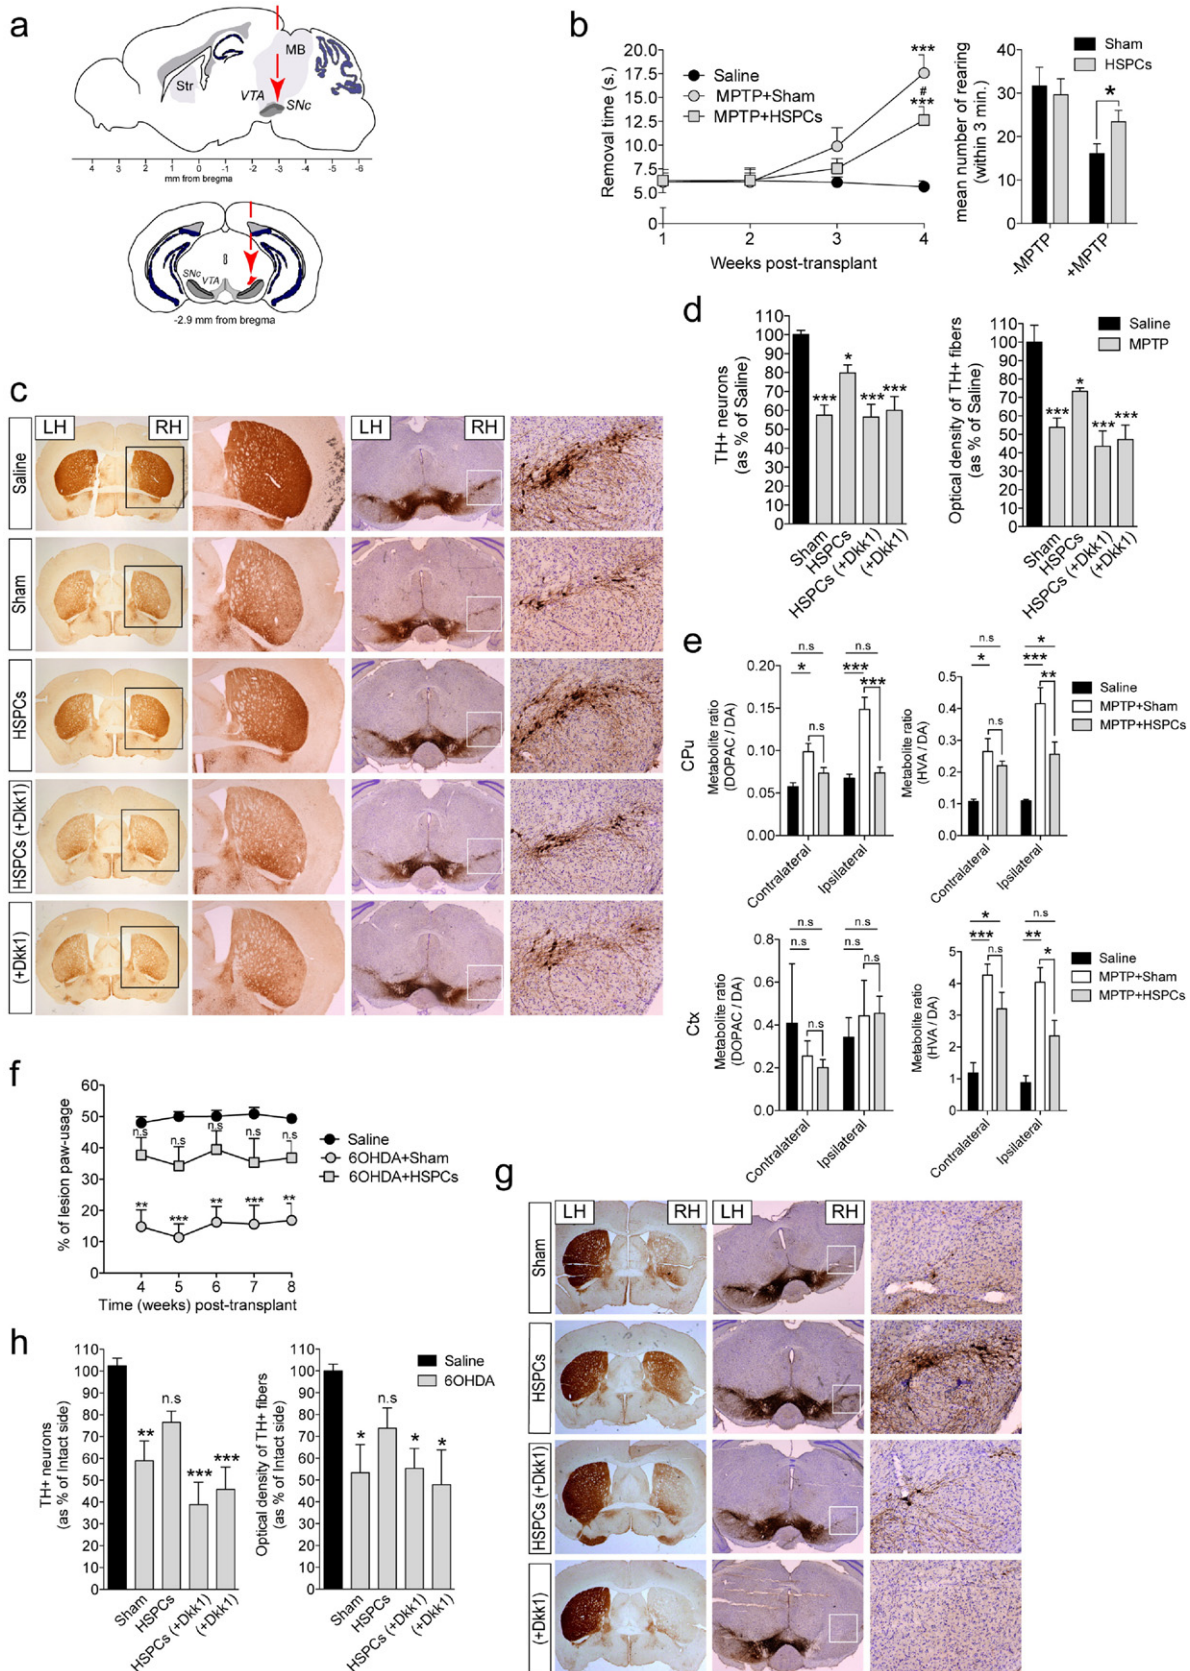 a
Str
MB
VTA
SNc
4 3 2 1 0 -1 -2 -3 -4 -5 -6
mm from bregma
SNc
VTA
-2.9 mm from bregma
b
Removal time (s.)
20.0
17.5
15.0
12.5
10.0
7.5
5.0
0
1 2 3 4
Weeks post-transplant
Saline
MPTP+Sham
MPTP+HSPCs
***
#
***
mean number of rearing
(within 3 min.)
40
30
20
10
0
Sham
HSPCs
*
-MPTP
+MPTP
c
LH
RH
LH
RH
Saline
Sham
HSPCs
HSPCs (+Dkk1)
(+Dkk1)
d
TH+ neurons
(as % of Saline)
110
100
90
80
70
60
50
40
30
20
10
0
***
*
***
***
Sham
HSPCs
HSPCs (+Dkk1)
(+Dkk1)
Optical density of TH+ fibers
(as % of Saline)
110
100
90
80
70
60
50
40
30
20
10
0
***
*
***
***
Sham
HSPCs
HSPCs (+Dkk1)
(+Dkk1)
Saline
MPTP
e
CPu
Metabolite ratio
(DOPAC / DA)
0.20
0.15
0.10
0.05
0.00
n.s
*
n.s
n.s
***
***
Contralateral
Ipsilateral
Metabolite ratio
(HVA / DA)
0.5
0.4
0.3
0.2
0.1
0.0
n.s
*
n.s
*
***
**
Contralateral
Ipsilateral
Saline
MPTP+Sham
MPTP+HSPCs
Ctx
Metabolite ratio
(DOPAC / DA)
0.8
0.6
0.4
0.2
0.0
n.s
n.s
n.s
n.s
n.s
n.s
Contralateral
Ipsilateral
Metabolite ratio
(HVA / DA)
5
4
3
2
1
0
*
***
n.s
n.s
**
*
Contralateral
Ipsilateral
Saline
MPTP+Sham
MPTP+HSPCs
f
% of lesion paw-usage
60
50
40
30
20
10
0
n.s n.s n.s n.s n.s
** *** ** *** **
4 5 6 7 8
Time (weeks) post-transplant
Saline
6OHDA+Sham
6OHDA+HSPCs
g
LH
RH
LH
RH
Sham
HSPCs
HSPCs (+Dkk1)
(+Dkk1)
h
TH+ neurons
(as % of Intact side)
110
100
90
80
70
60
50
40
30
20
10
0
**
n.s
***
***
Sham
HSPCs
HSPCs (+Dkk1)
(+Dkk1)
Optical density of TH+ fibers
(as % of Intact side)
110
100
90
80
70
60
50
40
30
20
10
0
*
n.s
*
*
Sham
HSPCs
HSPCs (+Dkk1)
(+Dkk1)
Saline
6OHDA